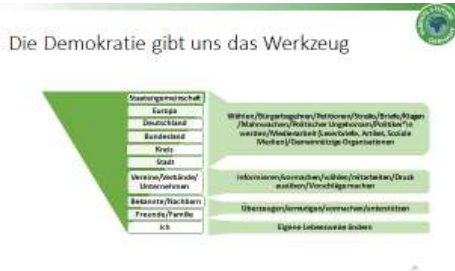 Die Demokratie gibt uns das Werkzeug
Staatengemeinschaft
Europa
Deutschland
Bundesland
Kreis
Stadt
Vereine/Verbände/
Unternehmen
Bekannte/Nachbarn
Freunde/Familie
Ich
Wählen/Bürgerbegehren/Petitionen/Streiks/Briefe/Klagen
/Mahnwachen/Politischer Ungehorsam/Politiker*in
werden/Medienarbeit (Leserbriefe, Artikel, Soziale
Medien)/Gemeinnützige Organisationen
Informieren/vormachen/wählen/mitarbeiten/Druck
ausüben/Vorschläge machen
Überzeugen/ermutigen/vormachen/unterstützen
Eigene Lebensweise ändern